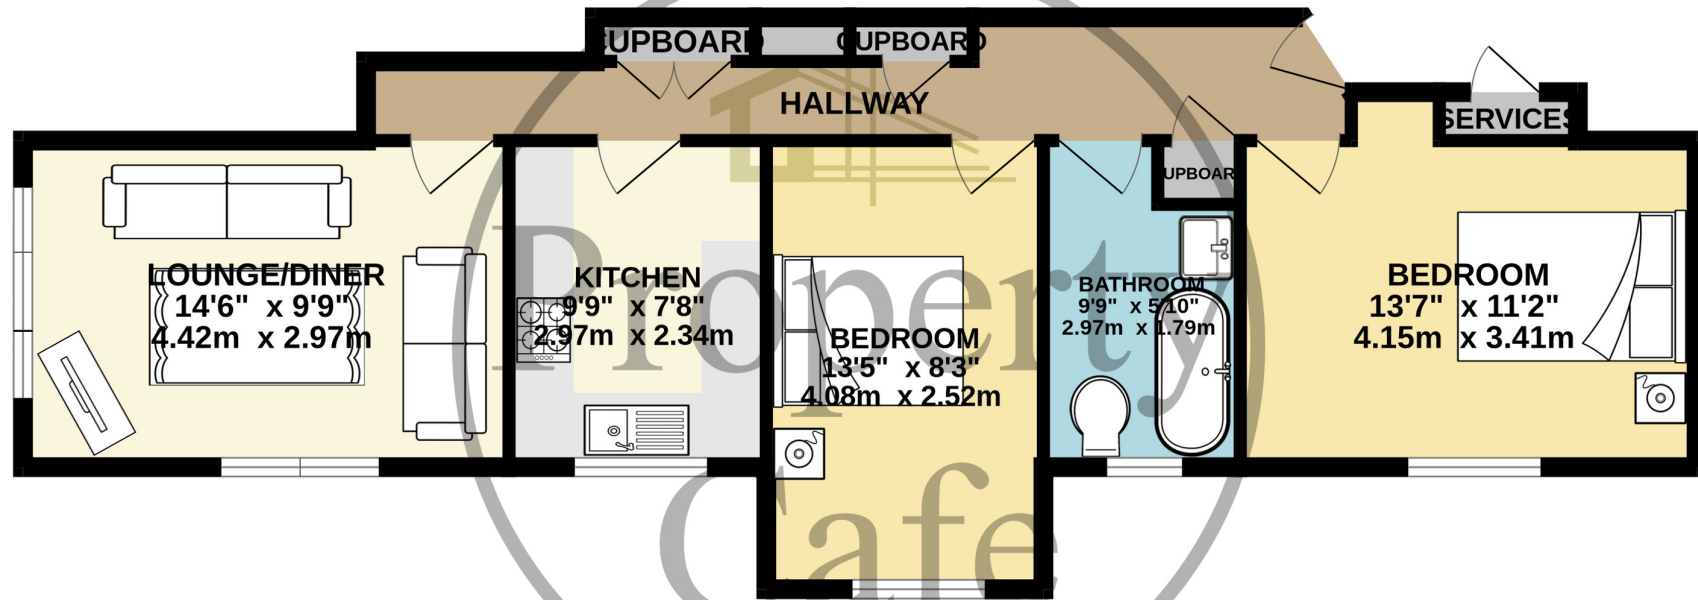 CUPBOARD
CUPBOARD
HALLWAY
SERVICES
UPBOAR
LOUNGE/DINER
14'6" x 9'9"
4.42m x 2.97m
KITCHEN
9'9" x 7'8"
2.97m x 2.34m
BEDROOM
13'5" x 8'3"
4.08m x 2.52m
BATHROOM
9'9" x 5'10"
2.97m x 1.79m
BEDROOM
13'7" x 11'2"
4.15m x 3.41m
Property
Cafe